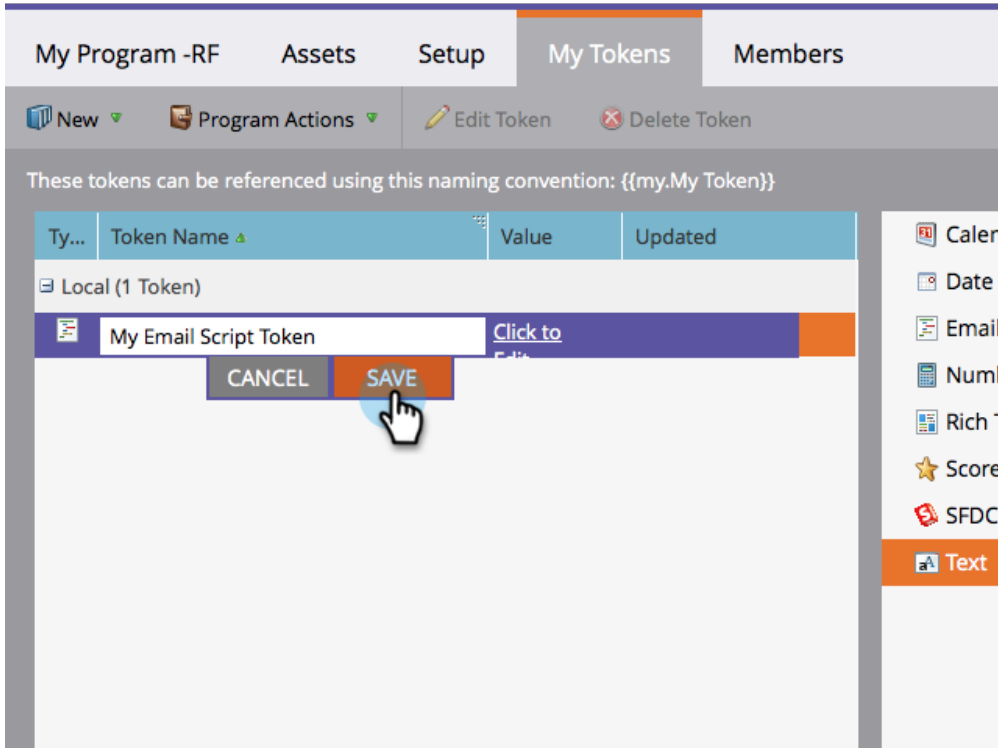 My Program -RF Assets Setup My Tokens Members
New Program Actions Edit Token Delete Token
These tokens can be referenced using this naming convention: {{my.My Token}}
Ty... Token Name Value Updated
Local (1 Token)
My Email Script Token Click to
CANCEL SAVE
Date
Email
Rich
Score
SFDC
Text